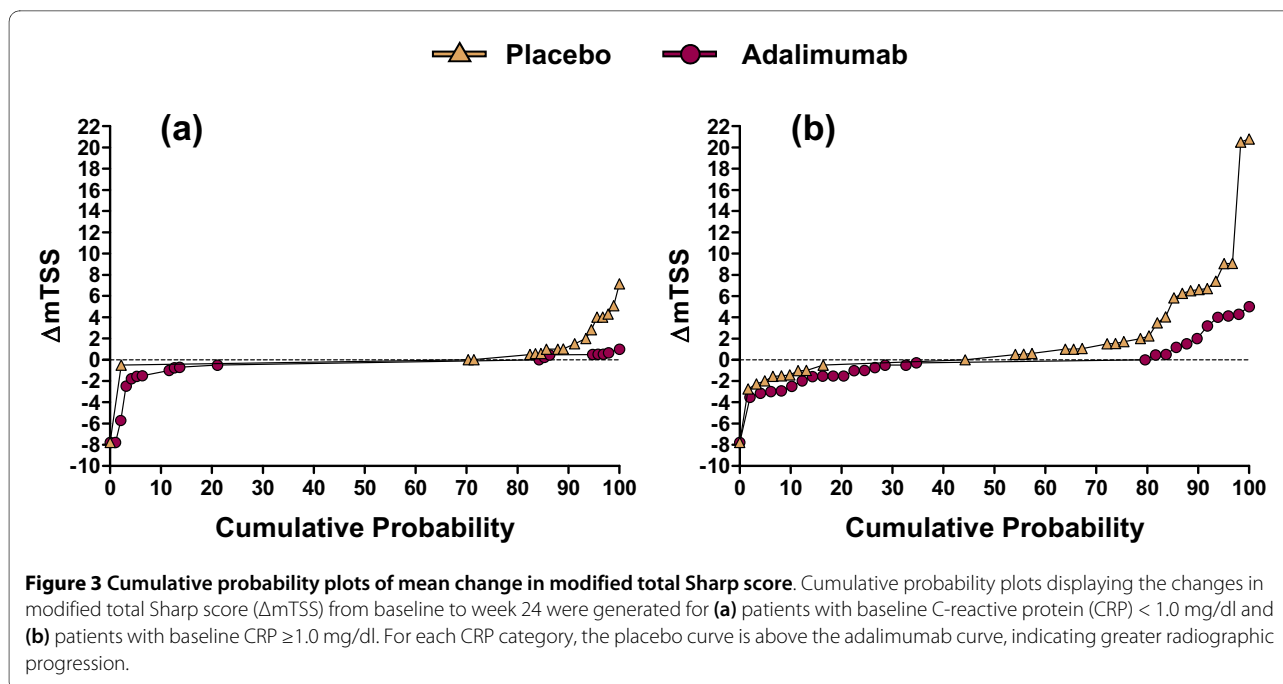 Placebo Adalimumab
(a) (b)
22
20
18
16
14
12
10
8
6
4
2
0
-2
-4
-6
-8
-10
ΔmTSS
0 10 20 30 40 50 60 70 80 90 100
Cumulative Probability
22
20
18
16
14
12
10
8
6
4
2
0
-2
-4
-6
-8
-10
ΔmTSS
0 10 20 30 40 50 60 70 80 90 100
Cumulative Probability
Figure 3 Cumulative probability plots of mean change in modified total Sharp score. Cumulative probability plots displaying the changes in
modified total Sharp score (ΔmTSS) from baseline to week 24 were generated for (a) patients with baseline C-reactive protein (CRP) < 1.0 mg/dl and
(b) patients with baseline CRP ≥1.0 mg/dl. For each CRP category, the placebo curve is above the adalimumab curve, indicating greater radiographic
progression.